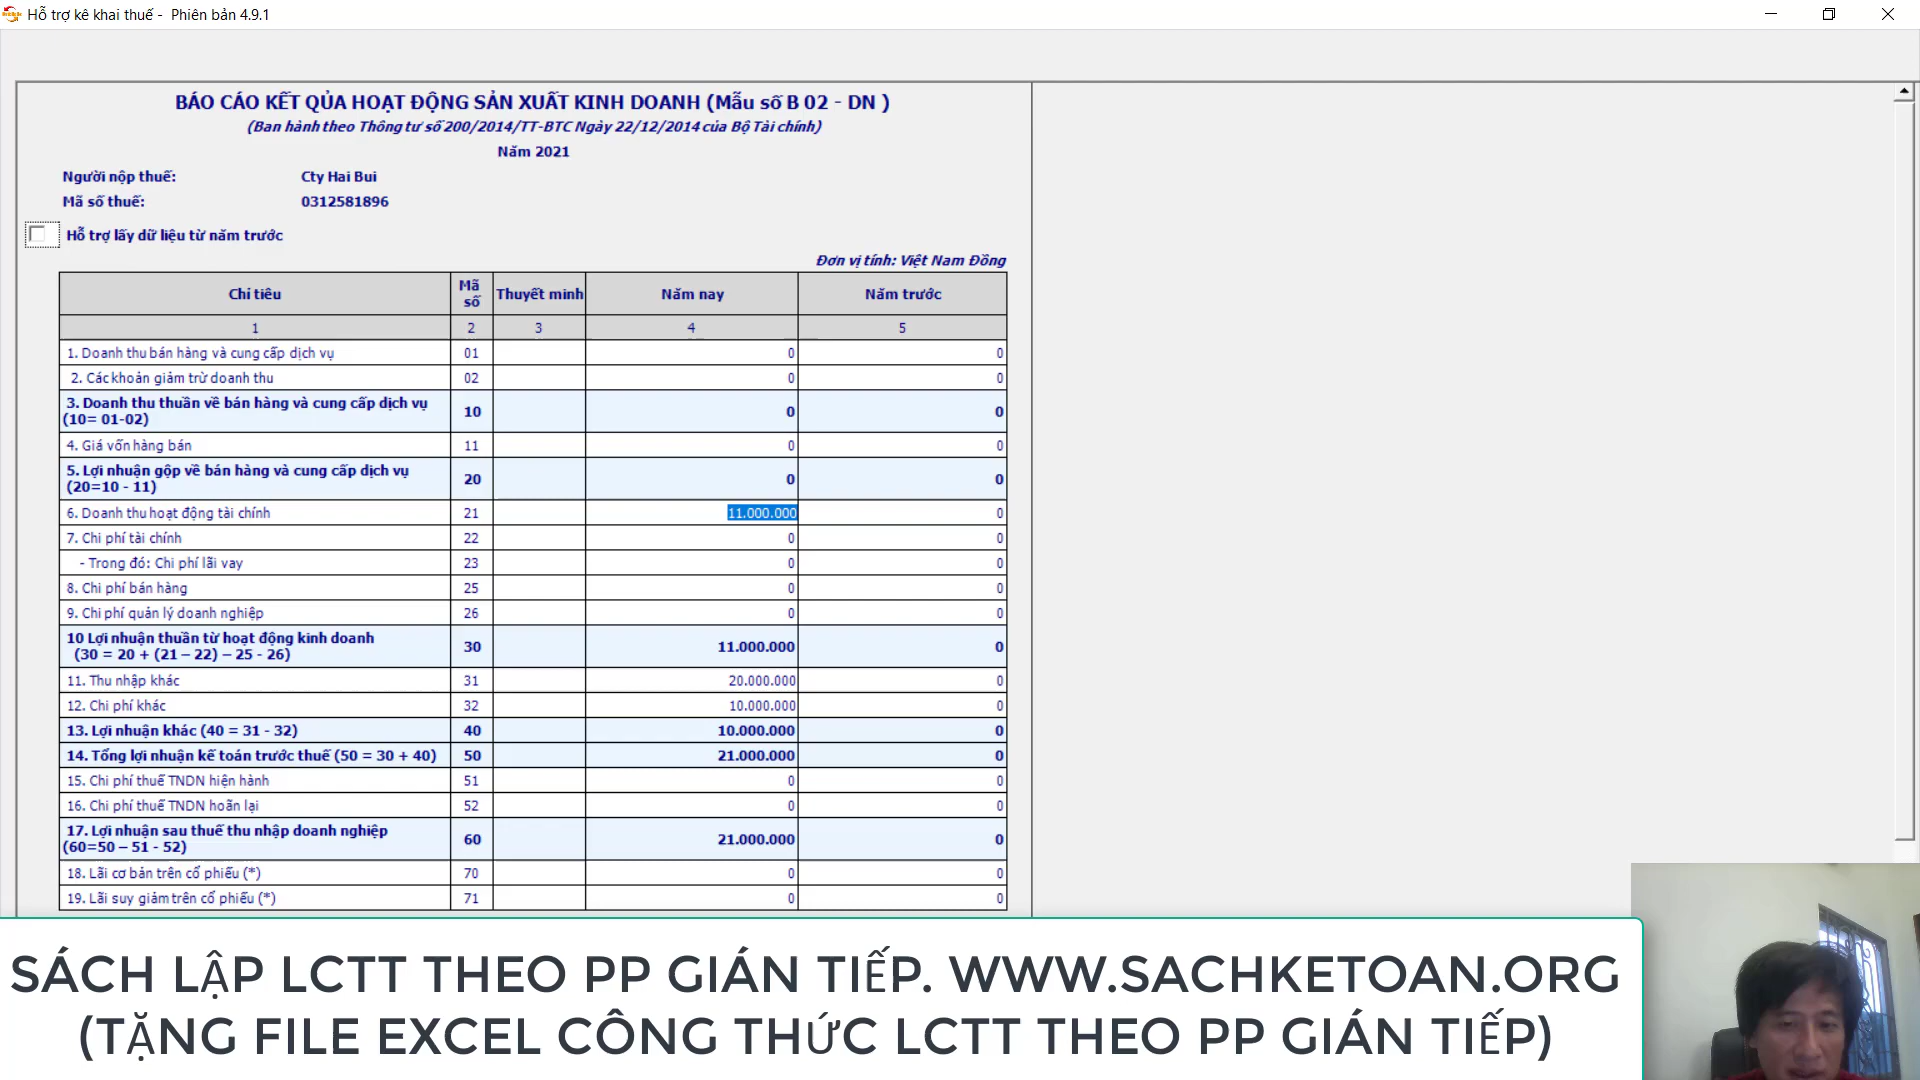 Hỗ trợ kê khai thuế - Phiên bản 4.9.1
BÁO CÁO KẾT QỦA HOẠT ĐỘNG SẢN XUẤT KINH DOANH (Mẫu số B 02 - DN )
(Ban hành theo Thông tư số 200/2014/TT-BTC Ngày 22/12/2014 của Bộ Tài chính)
Năm 2021
Người nộp thuế: Cty Hai Bui
Mã số thuế: 0312581896
Hỗ trợ lấy dữ liệu từ năm trước
Đơn vị tính: Việt Nam Đồng
Chỉ tiêu Mã số Thuyết minh Năm nay Năm trước
1 2 3 4 5
1. Doanh thu bán hàng và cung cấp dịch vụ 01 0 0
2. Các khoản giảm trừ doanh thu 02 0 0
3. Doanh thu thuần về bán hàng và cung cấp dịch vụ
(10= 01-02) 10 0 0
4. Giá vốn hàng bán 11 0 0
5. Lợi nhuận gộp về bán hàng và cung cấp dịch vụ
(20=10 - 11) 20 0 0
6. Doanh thu hoạt động tài chính 21 11.000.000 0
7. Chi phí tài chính 22 0 0
- Trong đó: Chi phí lãi vay 23 0 0
8. Chi phí bán hàng 25 0 0
9. Chi phí quản lý doanh nghiệp 26 0 0
10 Lợi nhuận thuần từ hoạt động kinh doanh
(30 = 20 + (21 – 22) – 25 - 26) 30 11.000.000 0
11. Thu nhập khác 31 20.000.000 0
12. Chi phí khác 32 10.000.000 0
13. Lợi nhuận khác (40 = 31 - 32) 40 10.000.000 0
14. Tổng lợi nhuận kế toán trước thuế (50 = 30 + 40) 50 21.000.000 0
15. Chi phí thuế TNDN hiện hành 51 0 0
16. Chi phí thuế TNDN hoãn lại 52 0 0
17. Lợi nhuận sau thuế thu nhập doanh nghiệp
(60=50 – 51 - 52) 60 21.000.000 0
18. Lãi cơ bản trên cổ phiếu (*) 70 0 0
19. Lãi suy giảm trên cổ phiếu (*) 71 0 0
SÁCH LẬP LCTT THEO PP GIÁN TIẾP. WWW.SACHKETOAN.ORG
(TẶNG FILE EXCEL CÔNG THỨC LCTT THEO PP GIÁN TIẾP)